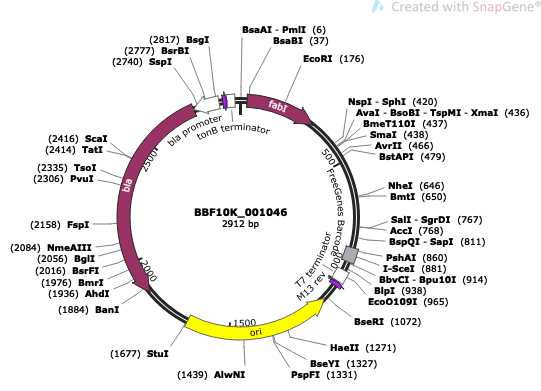 Created with SnapGene®
(2817) BsgI
(2777) BsrBI
(2740) SspI
BsaAI - PmlI (6)
BsaBI (37)
EcoRI (176)
NspI - SphI (420)
AvaI - BsoBI - TspMI - XmaI (436)
BmeT110I (437)
SmaI (438)
AvrII (466)
BstAPI (479)
NheI (646)
BmtI (650)
SalI - SgrDI (767)
AccI (768)
BspQI - SapI (811)
PshAI (860)
I-SceI (881)
BbvCI - Bpu10I (914)
BlpI (938)
EcoO109I (965)
BseRI (1072)
HaeII (1271)
BseYI (1327)
PspFI (1331)
(1439) AlwNI
(1677) StuI
(1884) BanI
(1936) AhdI
(1976) BmrI
(2016) BsrFI
(2056) BglI
(2084) NmeAIII
(2158) FspI
(2306) PvuI
(2335) TsoI
(2414) TatI
(2416) ScaI
fabI
bla promoter
tonB terminator
bla
FreeGenes Barcode
T7 terminator
M13 rev
ori
500
1500
2000
2500
BBF10K_001046
2912 bp